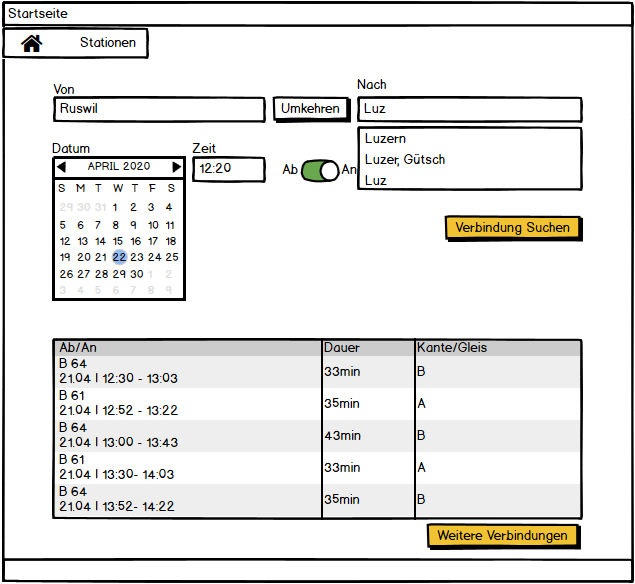 Startseite
Stationen
Von
Nach
Ruswil
Umkehren
Luz
Luzern
Luzer, Gütsch
Luz
Datum
Zeit
APRIL 2020
12:20
Ab
An
S M T W T F S
29 30 31 1 2 3 4
5 6 7 8 9 10 11
12 13 14 15 16 17 18
19 20 21 22 23 24 25
26 27 28 29 30 1 2
3 4 5 6 7 8 9
Verbindung Suchen
Ab/An Dauer Kante/Gleis
B 64
21.04 | 12:30 - 13:03 33min B
B 61
21.04 | 12:52 - 13:22 35min A
B 64
21.04 | 13:00 - 13:43 43min B
B 61
21.04 | 13:30- 14:03 33min A
B 64
21.04 | 13:52- 14:22 35min B
Weitere Verbindungen